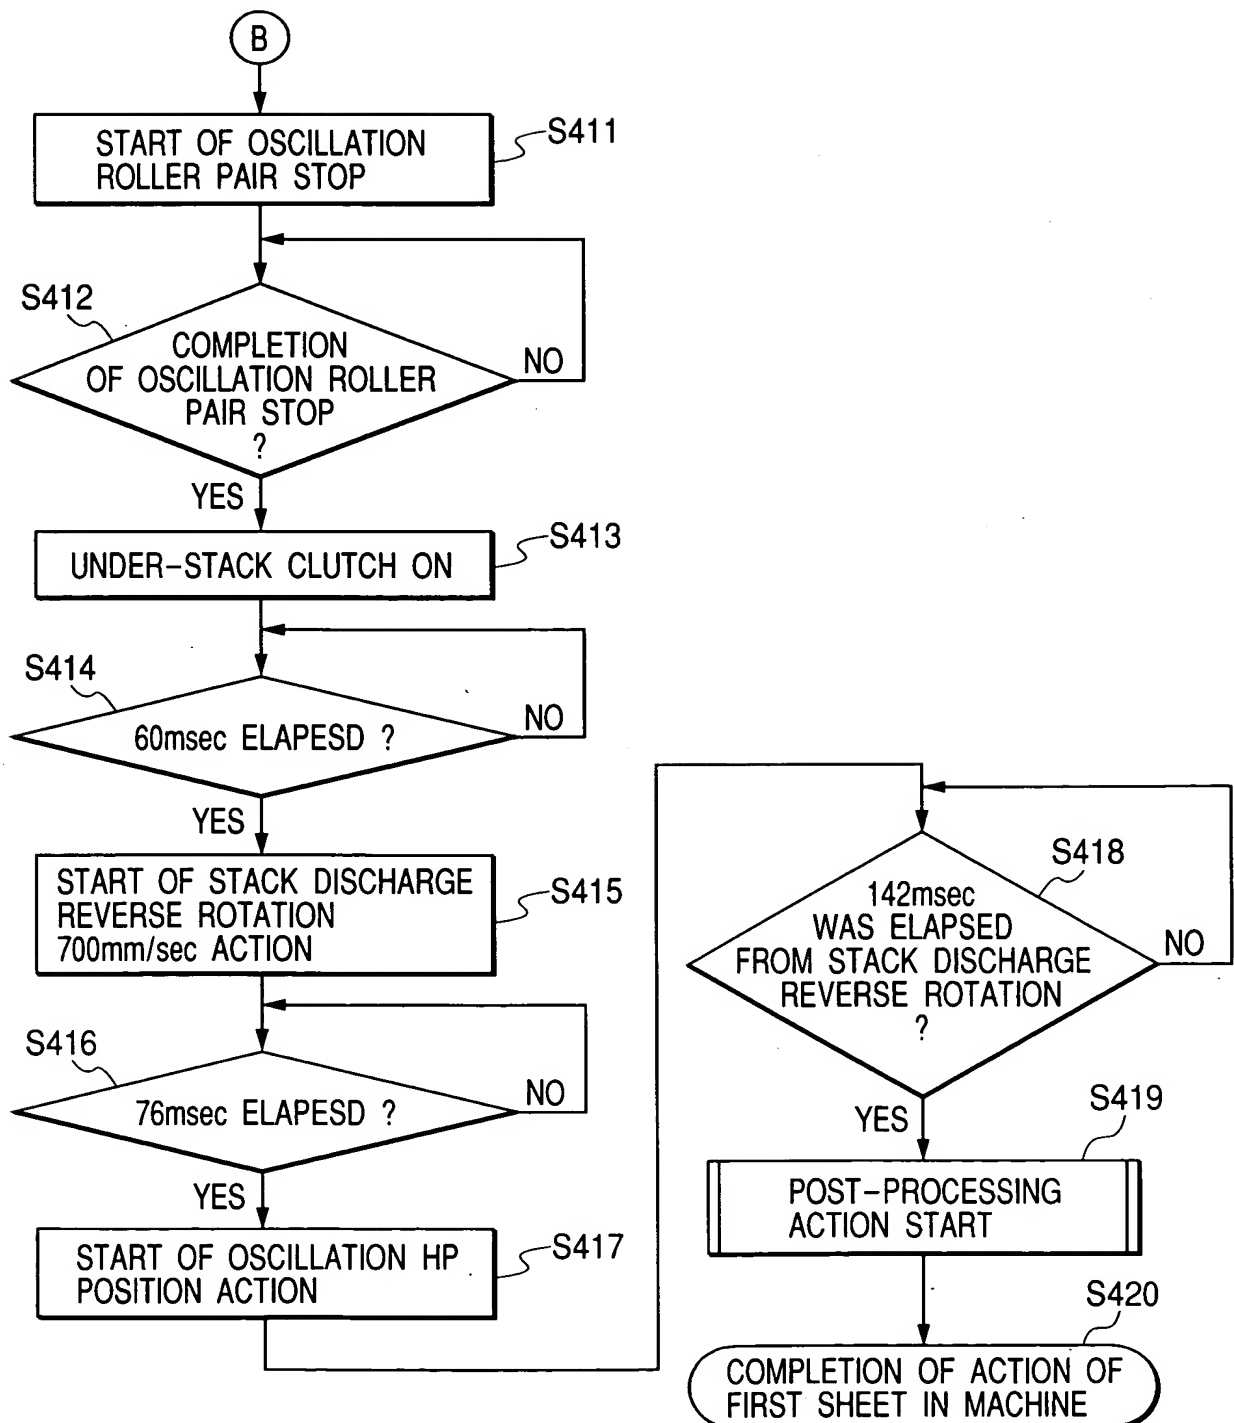 B
START OF OSCILLATION
ROLLER PAIR STOP
S411
S412
COMPLETION
OF OSCILLATION ROLLER
PAIR STOP
?
NO
YES
UNDER-STACK CLUTCH ON
S413
S414
60msec ELAPESD ?
NO
YES
START OF STACK DISCHARGE
REVERSE ROTATION
700mm/sec ACTION
S415
S416
76msec ELAPESD ?
NO
YES
START OF OSCILLATION HP
POSITION ACTION
S417
S418
142msec
WAS ELAPSED
FROM STACK DISCHARGE
REVERSE ROTATION
?
NO
YES
S419
POST-PROCESSING
ACTION START
S420
COMPLETION OF ACTION OF
FIRST SHEET IN MACHINE